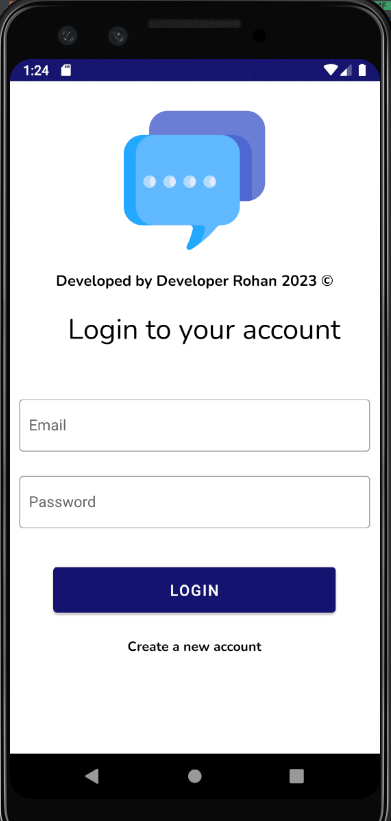 1:24
Developed by Developer Rohan 2023 ©
Login to your account
Email
Password
LOGIN
Create a new account